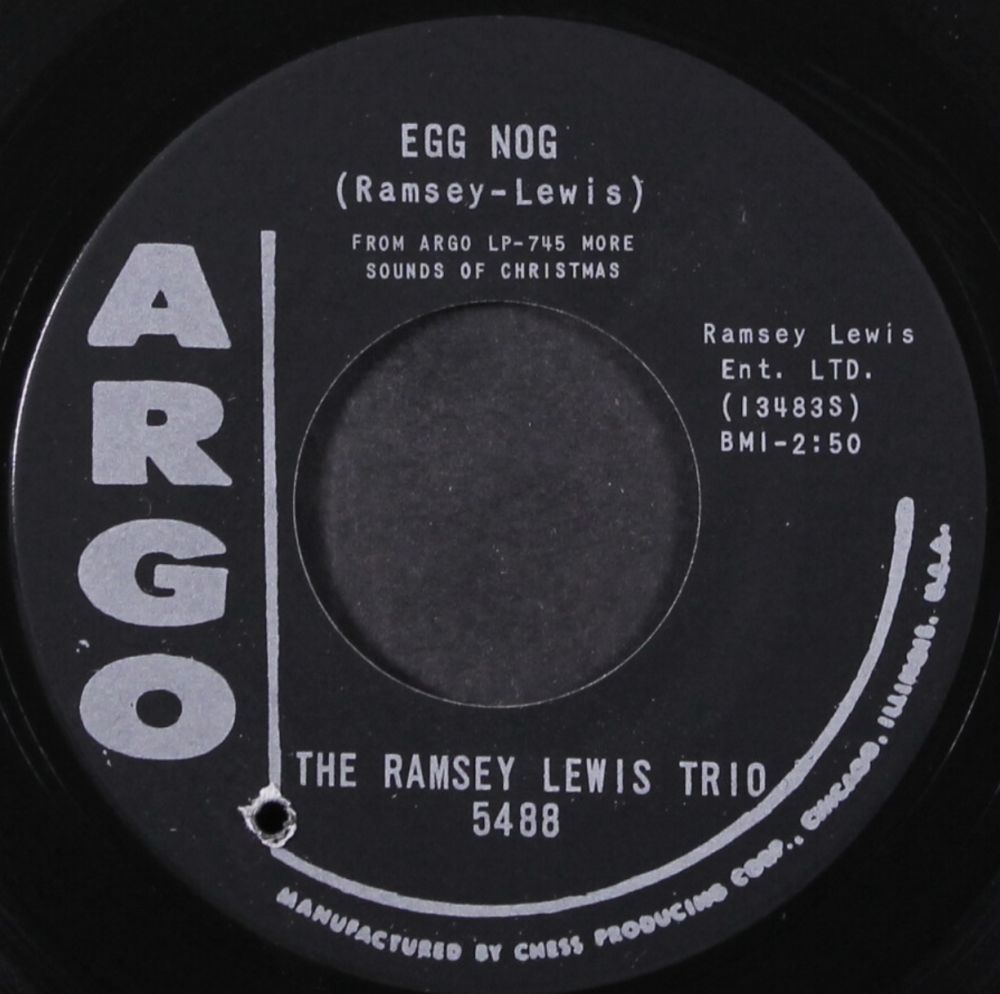 EGG NOG
(Ramsey-Lewis)
FROM ARGO LP-745 MORE
SOUNDS OF CHRISTMAS
ARGO
Ramsey Lewis
Ent. LTD.
(13483S)
BMI-2:50
THE RAMSEY LEWIS TRIO
5488
MANUFACTURED BY CHESS PRODUCING CORP., CHICAGO, ILLINOIS, U.S.A.